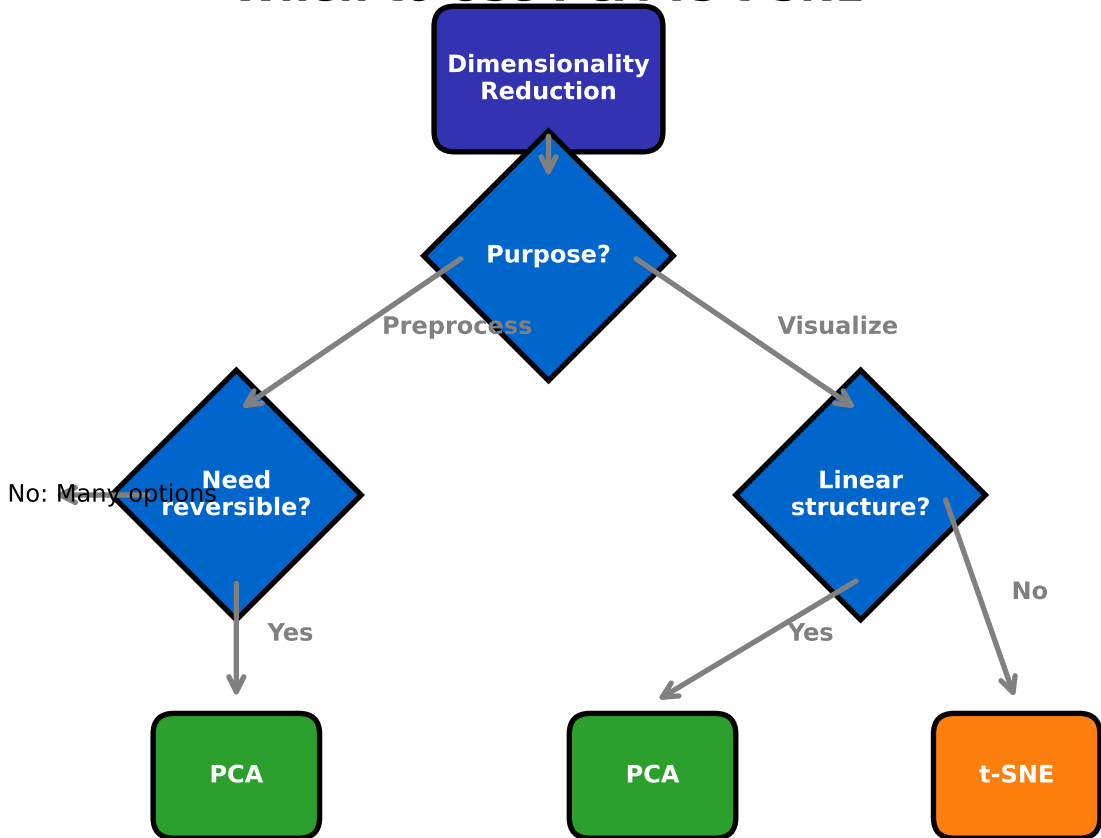 Dimensionality
Reduction
Purpose?
Preprocess
Visualize
Need
reversible?
No: Many options
Linear
structure?
Yes
Yes
No
PCA
PCA
t-SNE